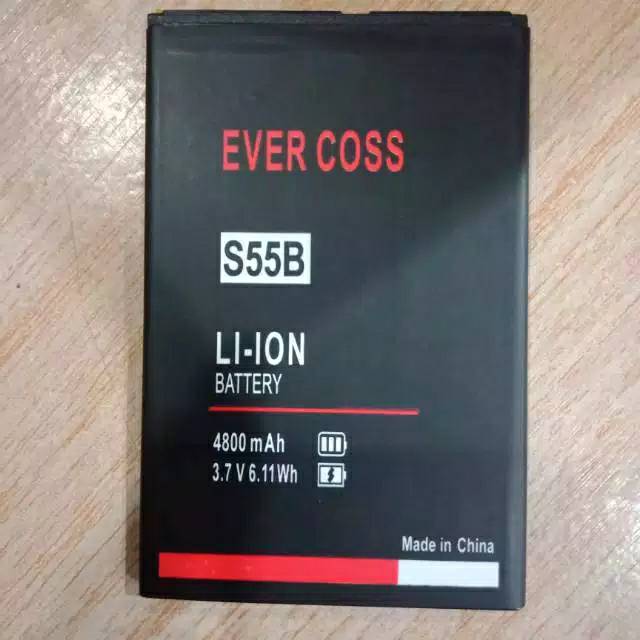 EVER COSS
S55B
LI-ION
BATTERY
4800 mAh
3.7 V 6.11Wh
Made in China